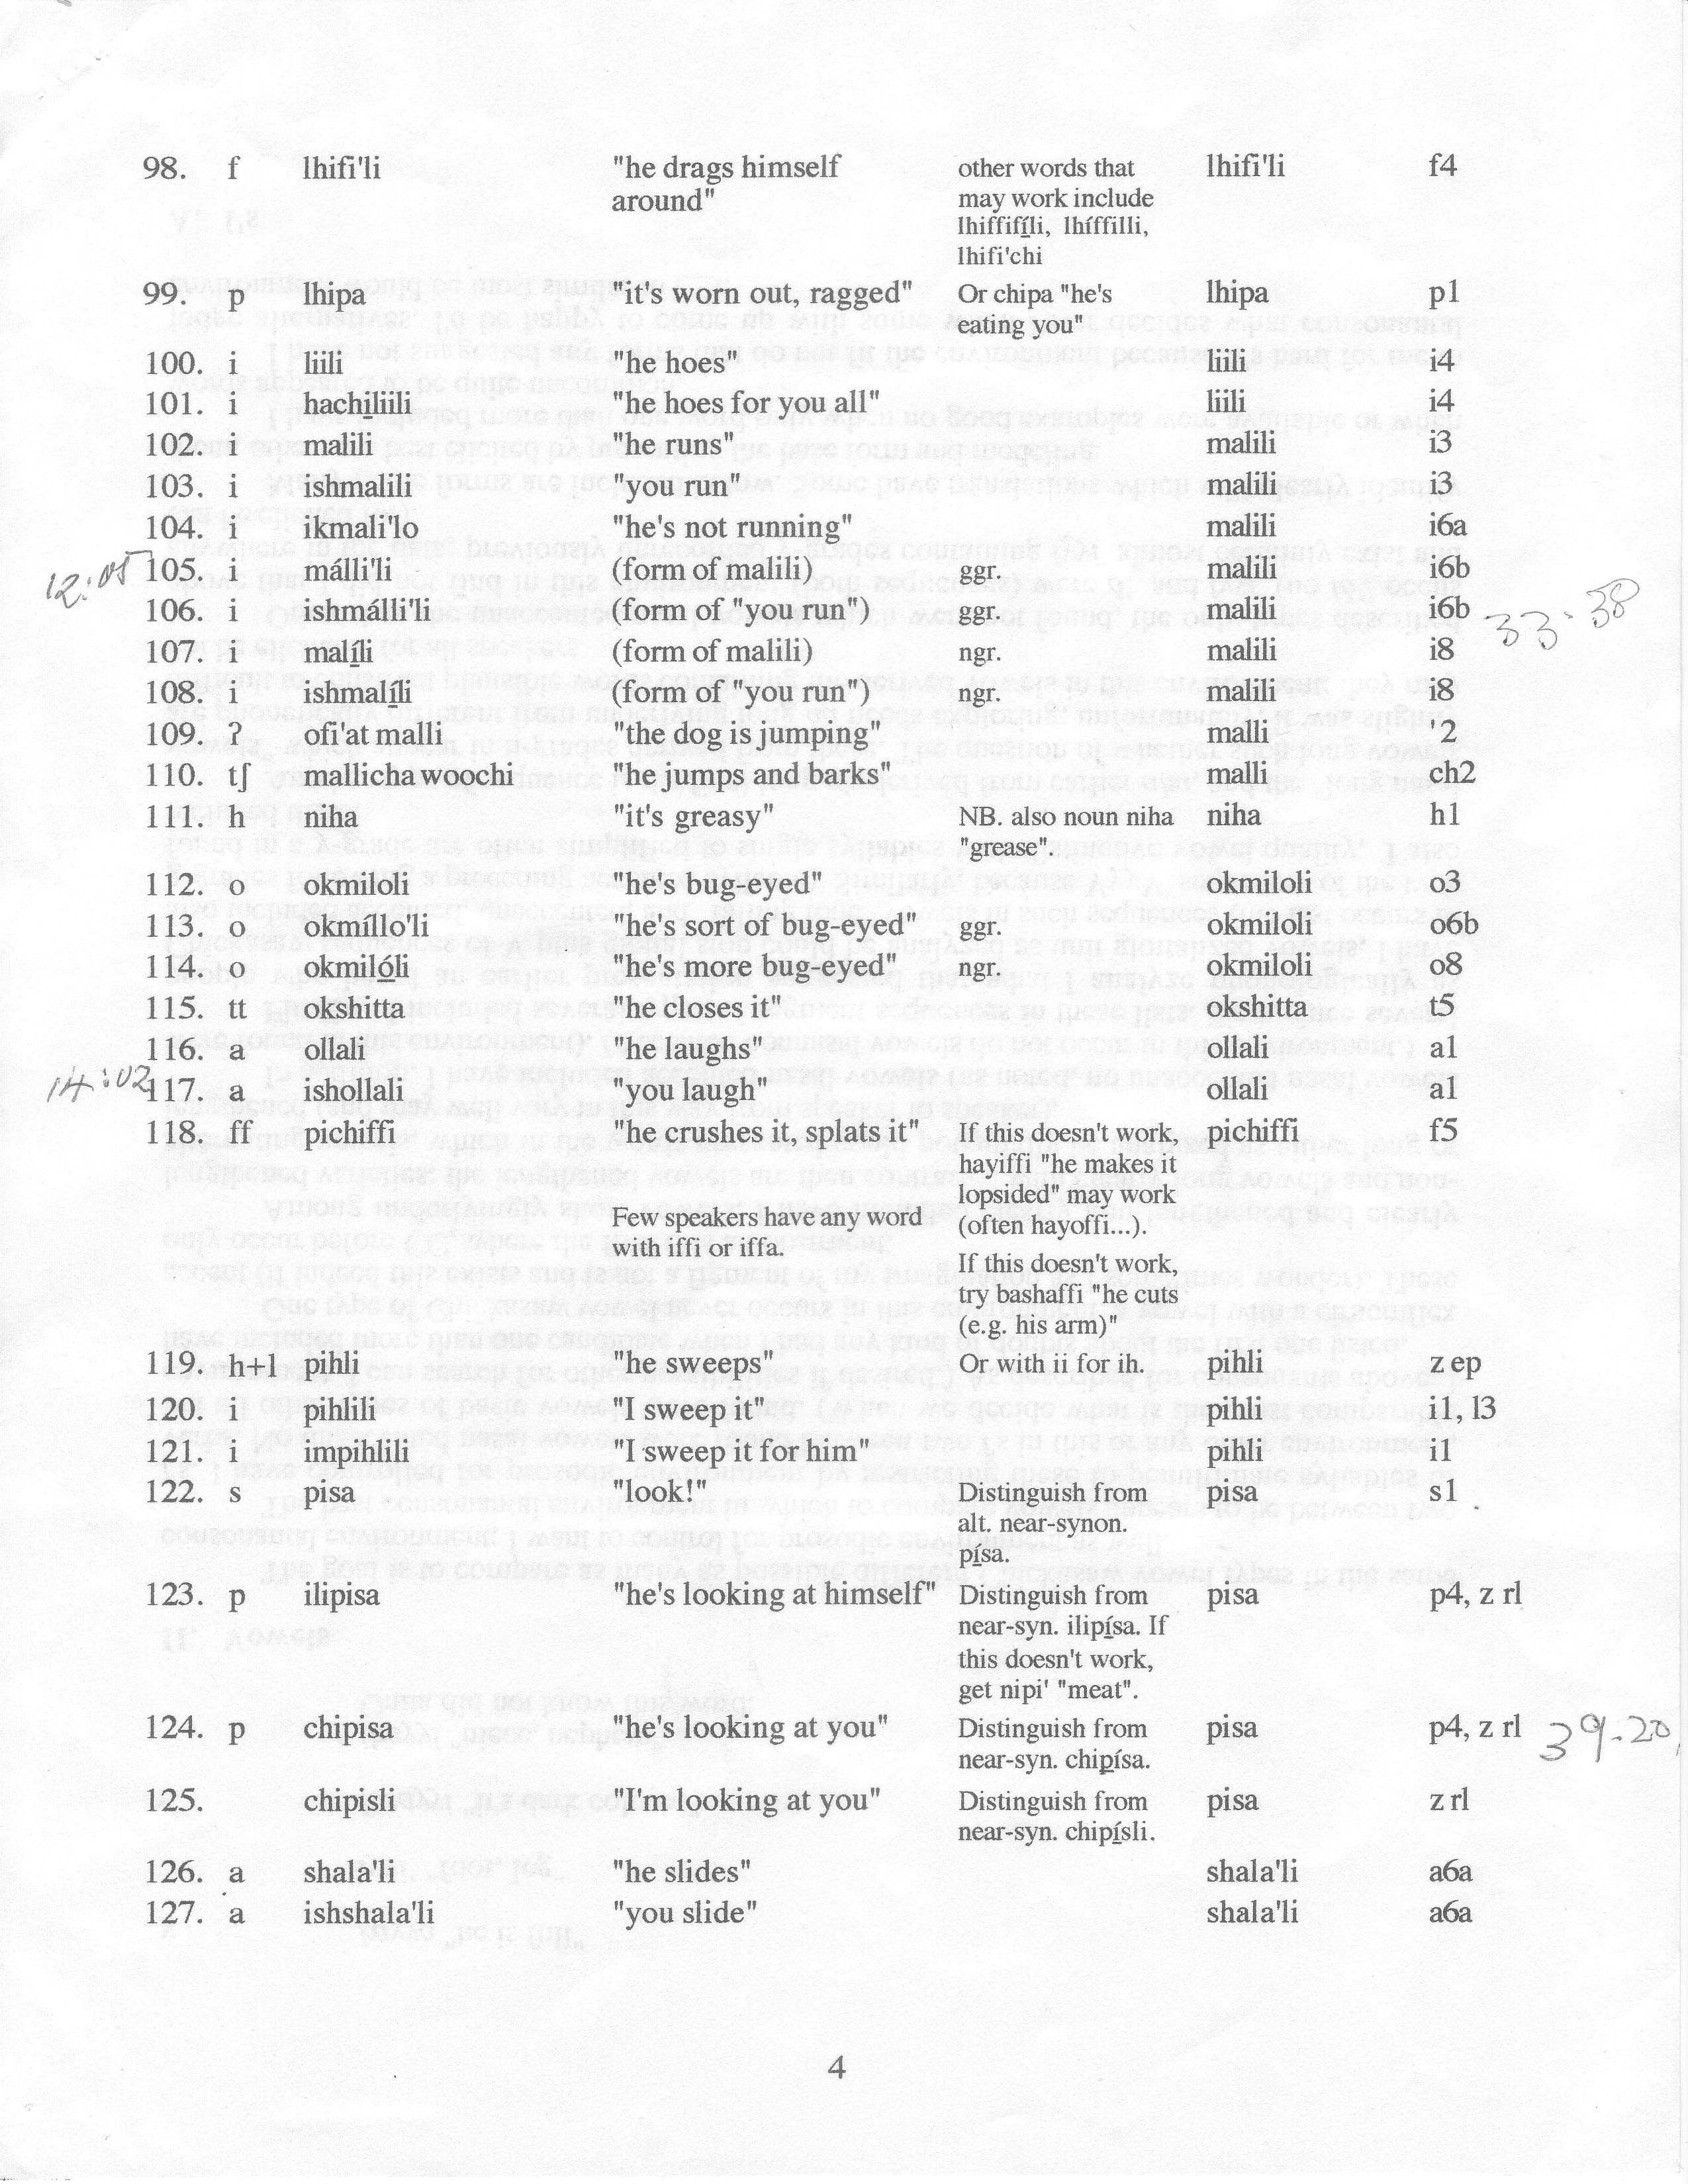 98. f lhifi'li "he drags himself other words that lhifi'li f4
around" may work include
lhiffifí̲li, lhíffilli,
lhifi'chi
99. p lhipa "it's worn out, ragged" Or chipa "he's lhipa p1
eating you"
100. i liili "he hoes" liili i4
101. i hachi̲liili "he hoes for you all" liili i4
102. i malili "he runs" malili i3
103. i ishmalili "you run" malili i3
104. i ikmali'lo "he's not running" malili i6a
12:05 105. i málli'li (form of malili) ggr. malili i6b
106. i ishmálli'li (form of "you run") ggr. malili i6b 33.38
107. i malí̲li (form of malili) ngr. malili i8
108. i ishmalí̲li (form of "you run") ngr. malili i8
109. ʔ ofi'at malli "the dog is jumping" malli '2
110. tʃ mallicha woochi "he jumps and barks" malli ch2
111. h niha "it's greasy" NB. also noun niha niha h1
"grease".
112. o okmiloli "he's bug-eyed" okmiloli o3
113. o okmíllo'li "he's sort of bug-eyed" ggr. okmiloli o6b
114. o okmiló̲li "he's more bug-eyed" ngr. okmiloli o8
115. tt okshitta "he closes it" okshitta t5
116. a ollali "he laughs" ollali a1
14:02 117. a ishollali "you laugh" ollali a1
118. ff pichiffi "he crushes it, splats it" If this doesn't work, pichiffi f5
hayiffi "he makes it
lopsided" may work
Few speakers have any word (often hayoffi...).
with iffi or iffa.
If this doesn't work,
try bashaffi "he cuts
(e.g. his arm)"
119. h+l pihli "he sweeps" Or with ii for ih. pihli z ep
120. i pihlili "I sweep it" pihli i1, l3
121. i impihlili "I sweep it for him" pihli i1
122. s pisa "look!" Distinguish from pisa s1
alt. near-synon.
pí̲sa.
123. p ilipisa "he's looking at himself" Distinguish from pisa p4, z rl
near-syn. ilipí̲sa. If
this doesn't work,
get nipi' "meat".
124. p chipisa "he's looking at you" Distinguish from pisa p4, z rl 39.20
near-syn. chip̲ísa.
125. chipisli "I'm looking at you" Distinguish from pisa z rl
near-syn. chipí̲sli.
126. a shala'li "he slides" shala'li a6a
127. a ishshala'li "you slide" shala'li a6a
4